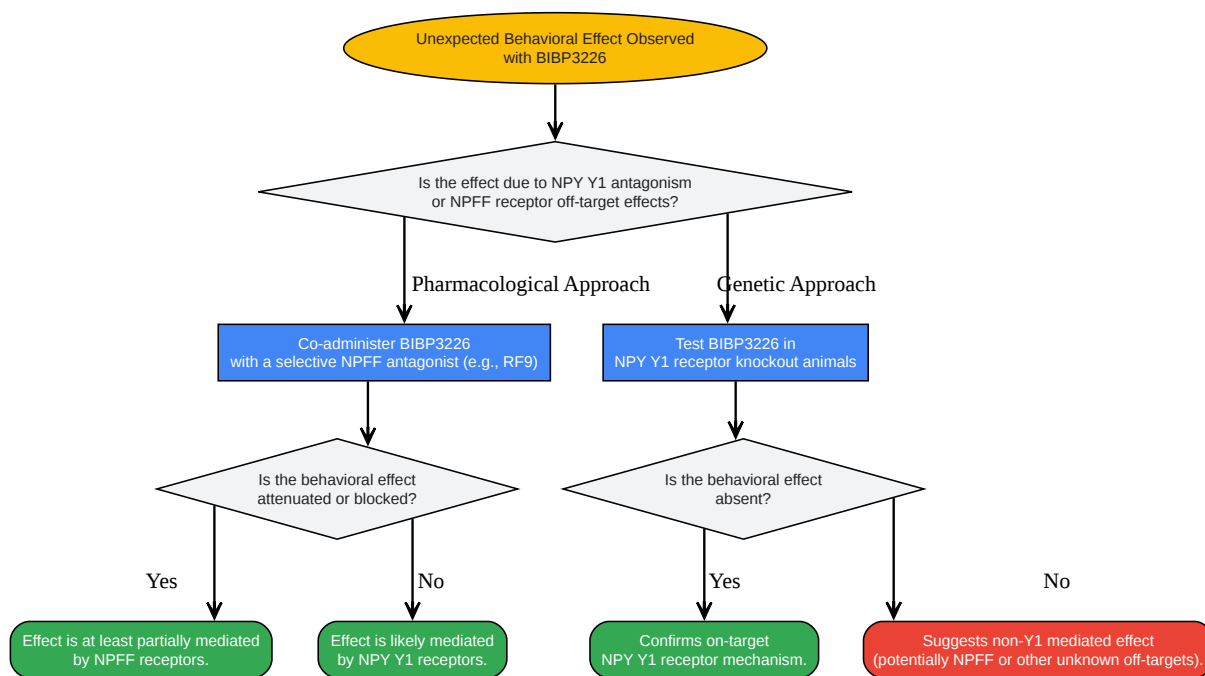 Unexpected Behavioral Effect Observed
with BIBP3226
Is the effect due to NPY Y1 antagonism
or NPFF receptor off-target effects?
Pharmacological Approach
Genetic Approach
Co-administer BIBP3226
with a selective NPFF antagonist (e.g., RF9)
Test BIBP3226 in
NPY Y1 receptor knockout animals
Is the behavioral effect
attenuated or blocked?
Is the behavioral effect
absent?
Yes
No
Yes
No
Effect is at least partially mediated
by NPFF receptors.
Effect is likely mediated
by NPY Y1 receptors.
Confirms on-target
NPY Y1 receptor mechanism.
Suggests non-Y1 mediated effect
(potentially NPFF or other unknown off-targets).